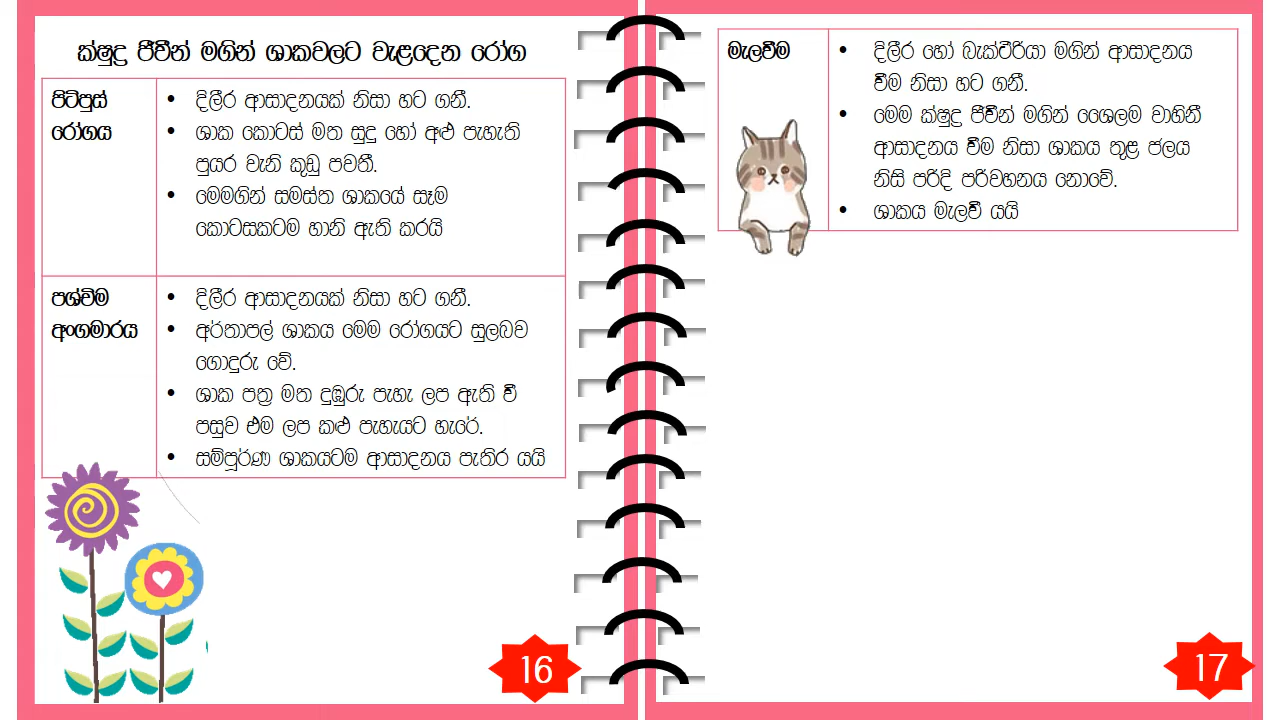 ක්ෂුද්‍ර ජීවීන් මගින් ශාකවලට වැළදෙන රෝග
පිටිපුස්
රෝගය
• දිලීර ආසාදනයක් නිසා හට ගනී.
• ශාක කොටස් මත සුදු හෝ අළු පැහැති
පුයර වැනි කුඩු පවතී.
• මෙමගින් සමස්ත ශාකයේ සෑම
කොටසකටම හානි ඇති කරයි
පශ්චිම
අංගමාරය
• දිලීර ආසාදනයක් නිසා හට ගනී.
• අර්තාපල් ශාකය මෙම රෝගයට සුලබව
ගොදුරු වේ.
• ශාක පත්‍ර මත දුඹුරු පැහැ ලප ඇති වී
පසුව එම ලප කළු පැහැයට හැරේ.
• සම්පූර්ණ ශාකයටම ආසාදනය පැතිර යයි
16
මැලවීම
• දිලීර හෝ බැක්ටීරියා මගින් ආසාදනය
වීම නිසා හට ගනී.
• මෙම ක්ෂුද්‍ර ජීවීන් මගින් ශෛලම වාහිනී
ආසාදනය වීම නිසා ශාකය තුළ ජලය
නිසි පරිදි පරිවහනය නොවේ.
• ශාකය මැලවී යයි
17